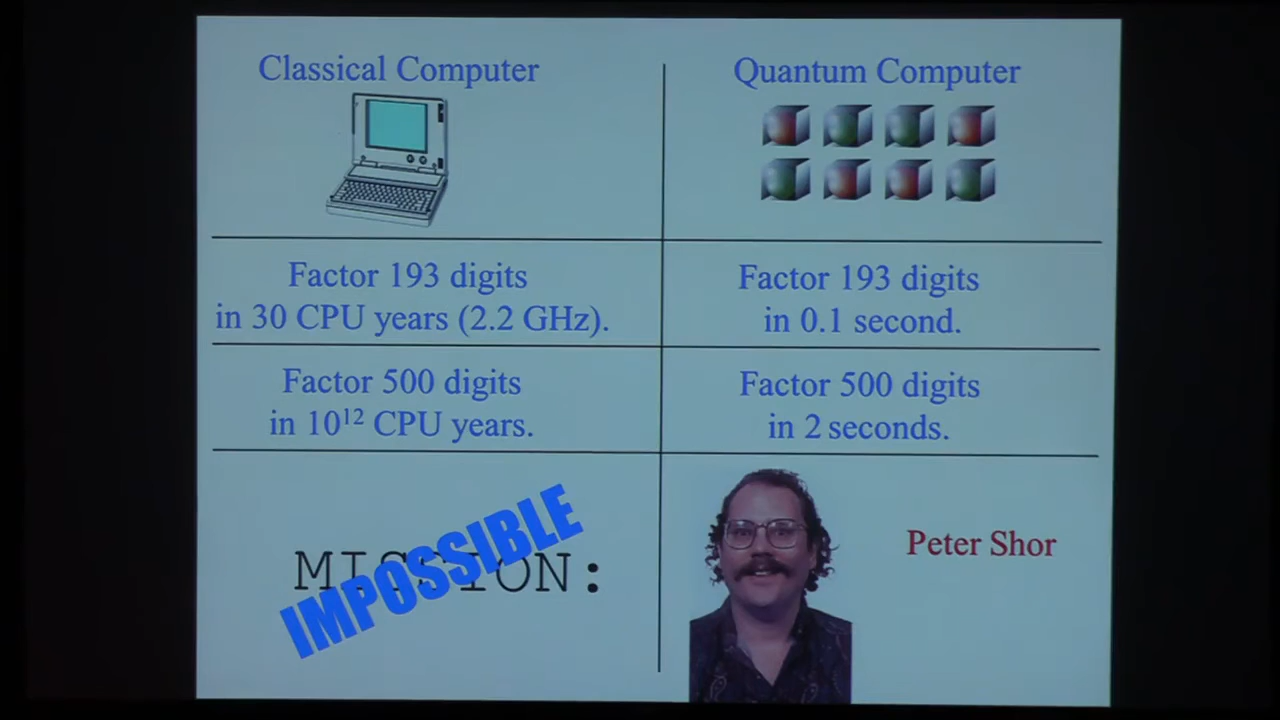 Classical Computer
Quantum Computer
Factor 193 digits
in 30 CPU years (2.2 GHz).
Factor 193 digits
in 0.1 second.
Factor 500 digits
in 10¹² CPU years.
Factor 500 digits
in 2 seconds.
MISSION:
IMPOSSIBLE
Peter Shor